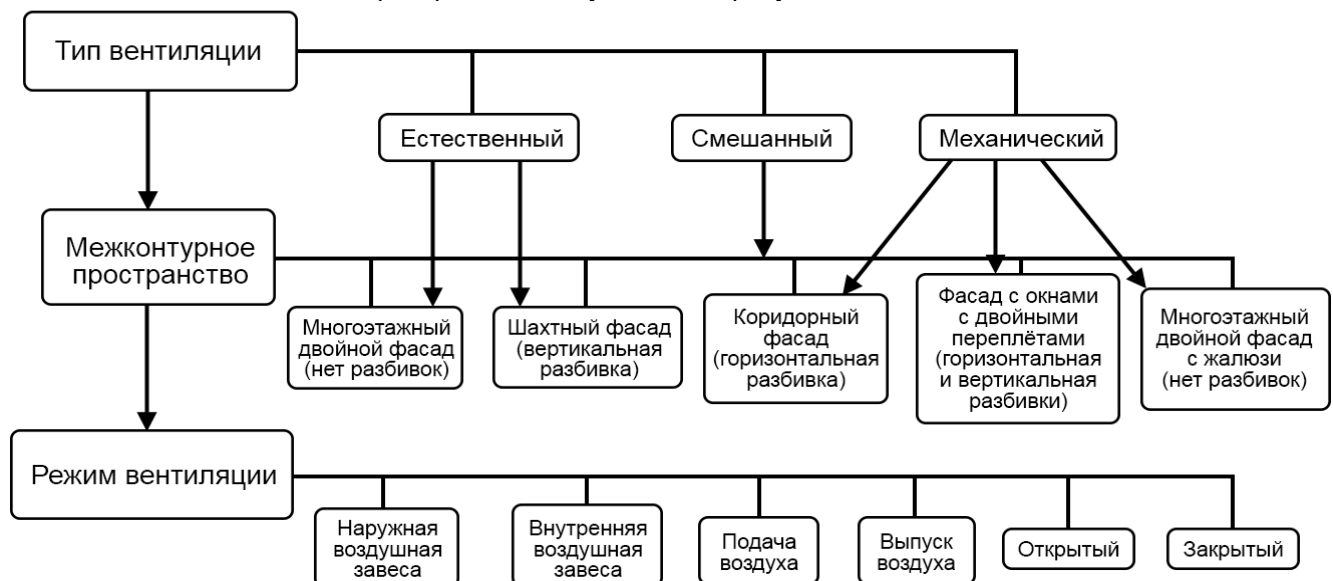 Тип вентиляции
Естественный
Смешанный
Механический
Межконтурное
пространство
Многоэтажный
двойной фасад
(нет разбивок)
Шахтный фасад
(вертикальная
разбивка)
Коридорный
фасад
(горизонтальная
разбивка)
Фасад с окнами
с двойными
переплётами
(горизонтальная
и вертикальная
разбивки)
Многоэтажный
двойной фасад
с жалюзи
(нет разбивок)
Режим вентиляции
Наружная
воздушная
завеса
Внутренняя
воздушная
завеса
Подача
воздуха
Выпуск
воздуха
Открытый
Закрытый